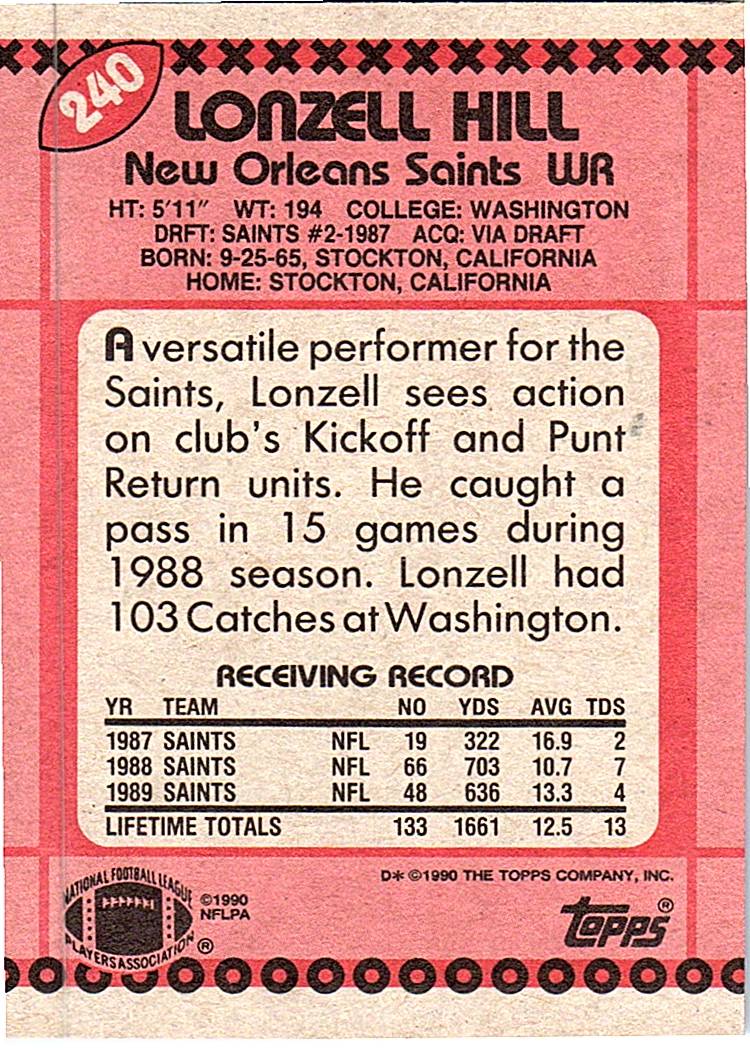 240
LONZELL HILL
New Orleans Saints WR
HT: 5'11" WT: 194 COLLEGE: WASHINGTON
DRFT: SAINTS #2-1987 ACQ: VIA DRAFT
BORN: 9-25-65, STOCKTON, CALIFORNIA
HOME: STOCKTON, CALIFORNIA
A versatile performer for the
Saints, Lonzell sees action
on club's Kickoff and Punt
Return units. He caught a
pass in 15 games during
1988 season. Lonzell had
103 Catches at Washington.
RECEIVING RECORD
YR TEAM NO YDS AVG TDS
1987 SAINTS NFL 19 322 16.9 2
1988 SAINTS NFL 66 703 10.7 7
1989 SAINTS NFL 48 636 13.3 4
LIFETIME TOTALS 133 1661 12.5 13
D* ©1990 THE TOPPS COMPANY, INC.
NATIONAL FOOTBALL LEAGUE
PLAYERS ASSOCIATION ®
©1990
NFLPA
Topps ®